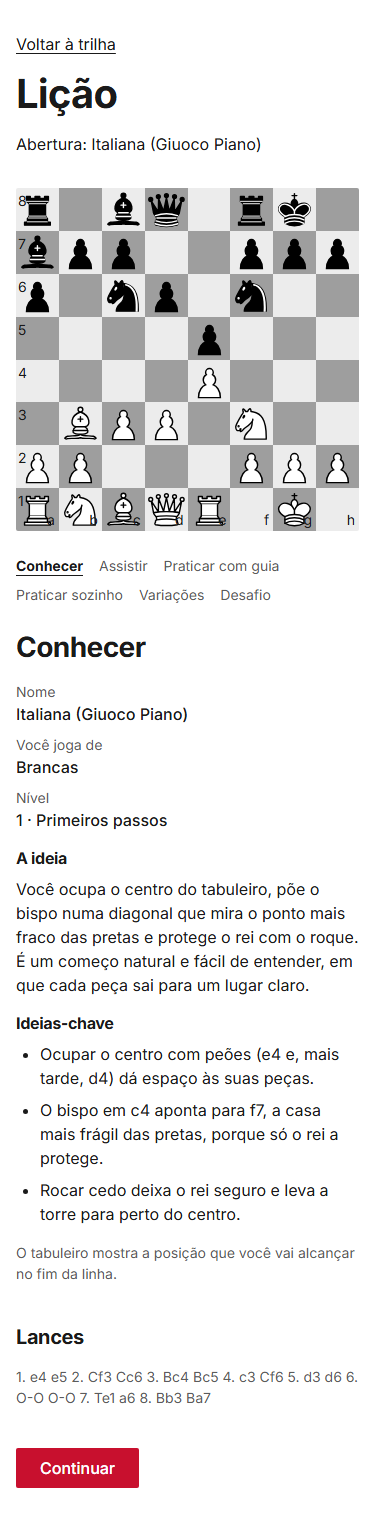 Voltar à trilha
Lição
Abertura: Italiana (Giuoco Piano)
8
7
6
5
4
3
2
1
a b c d e f g h
Conhecer Assistir Praticar com guia
Praticar sozinho Variações Desafio
Conhecer
Nome
Italiana (Giuoco Piano)
Você joga de
Brancas
Nível
1 · Primeiros passos
A ideia
Você ocupa o centro do tabuleiro, põe o
bispo numa diagonal que mira o ponto mais
fraco das pretas e protege o rei com o roque.
É um começo natural e fácil de entender, em
que cada peça sai para um lugar claro.
Ideias-chave
• Ocupar o centro com peões (e4 e, mais
tarde, d4) dá espaço às suas peças.
• O bispo em c4 aponta para f7, a casa
mais frágil das pretas, porque só o rei a
protege.
• Rocar cedo deixa o rei seguro e leva a
torre para perto do centro.
O tabuleiro mostra a posição que você vai alcançar
no fim da linha.
Lances
1. e4 e5 2. Cf3 Cc6 3. Bc4 Bc5 4. c3 Cf6 5. d3 d6 6.
O-O O-O 7. Te1 a6 8. Bb3 Ba7
Continuar